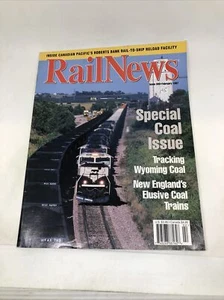 INSIDE CANADIAN PACIFIC'S ROBERTS BANK RAIL-TO-SHIP RELOAD FACILITY
RailNews
Special
Coal
Issue
Tracking
Wyoming Coal
New England's
Elusive Coal
Trains